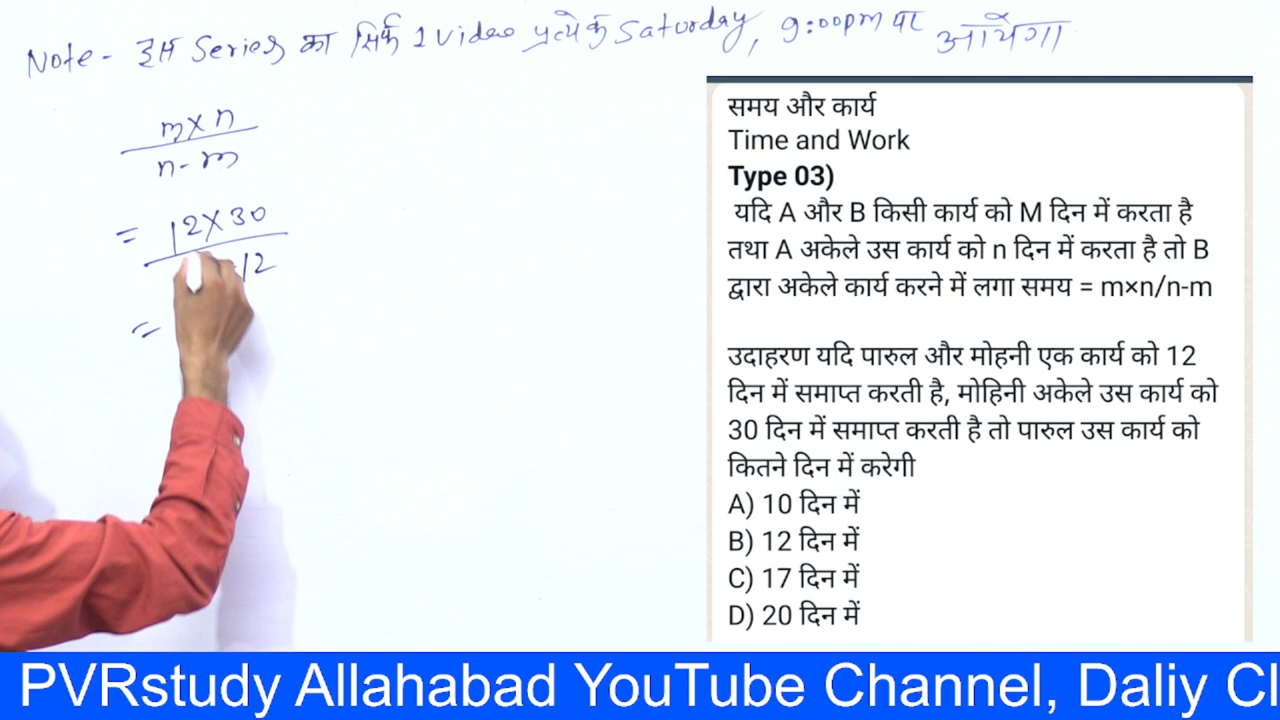 Note - इस Series का सिर्फ 1 Video प्रत्येक Saturday, 9:00pm पर आयेगा
m×n
n-m
= 12×30
-12
=
समय और कार्य
Time and Work
Type 03)
यदि A और B किसी कार्य को M दिन में करता है
तथा A अकेले उस कार्य को n दिन में करता है तो B
द्वारा अकेले कार्य करने में लगा समय = m×n/n-m
उदाहरण यदि पारुल और मोहनी एक कार्य को 12
दिन में समाप्त करती है, मोहिनी अकेले उस कार्य को
30 दिन में समाप्त करती है तो पारुल उस कार्य को
कितने दिन में करेगी
A) 10 दिन में
B) 12 दिन में
C) 17 दिन में
D) 20 दिन में
PVRstudy Allahabad YouTube Channel, Daliy Cl